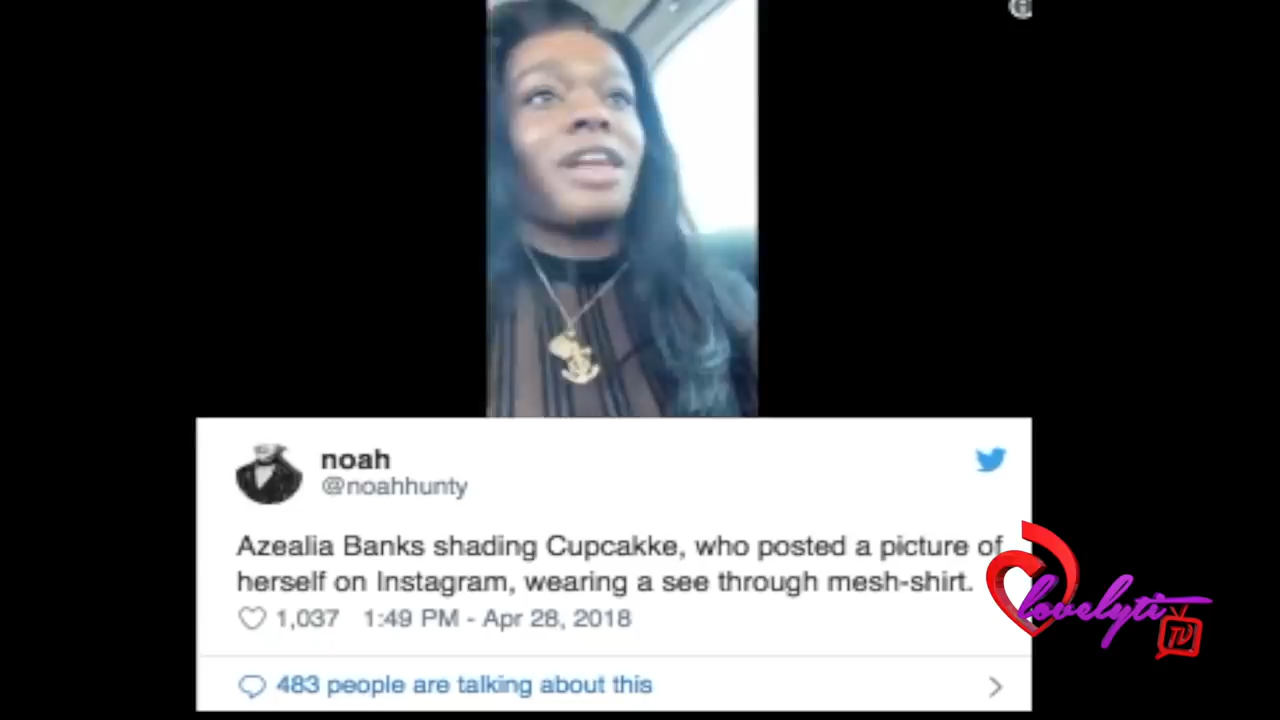 noah
@noahhunty
Azealia Banks shading Cupcakke, who posted a picture of
herself on Instagram, wearing a see through mesh-shirt.
1,037 1:49 PM - Apr 28, 2018
483 people are talking about this
lovelyti
TV